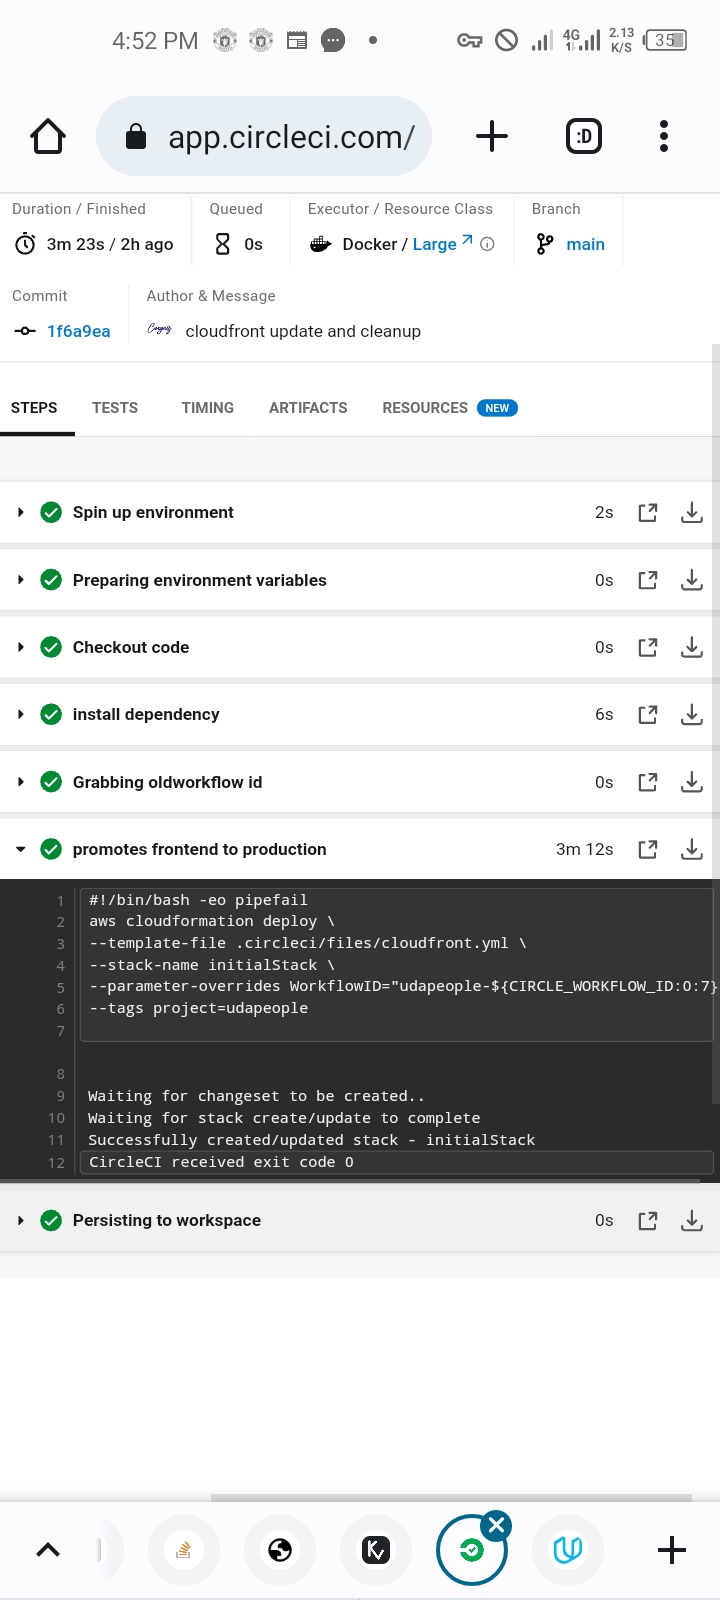 4:52 PM
4G
2.13
K/S
35
app.circleci.com/
:D
Duration / Finished
Queued
Executor / Resource Class
Branch
3m 23s / 2h ago
0s
Docker / Large
main
Commit
Author & Message
1f6a9ea
cloudfront update and cleanup
STEPS
TESTS
TIMING
ARTIFACTS
RESOURCES
NEW
Spin up environment 2s
Preparing environment variables 0s
Checkout code 0s
install dependency 6s
Grabbing oldworkflow id 0s
promotes frontend to production 3m 12s
1 #!/bin/bash -eo pipefail
2 aws cloudformation deploy \
3 --template-file .circleci/files/cloudfront.yml \
4 --stack-name initialStack \
5 --parameter-overrides WorkflowID="udapeople-${CIRCLE_WORKFLOW_ID:0:7}
6 --tags project=udapeople
7
8
9 Waiting for changeset to be created..
10 Waiting for stack create/update to complete
11 Successfully created/updated stack - initialStack
12 CircleCI received exit code 0
Persisting to workspace 0s